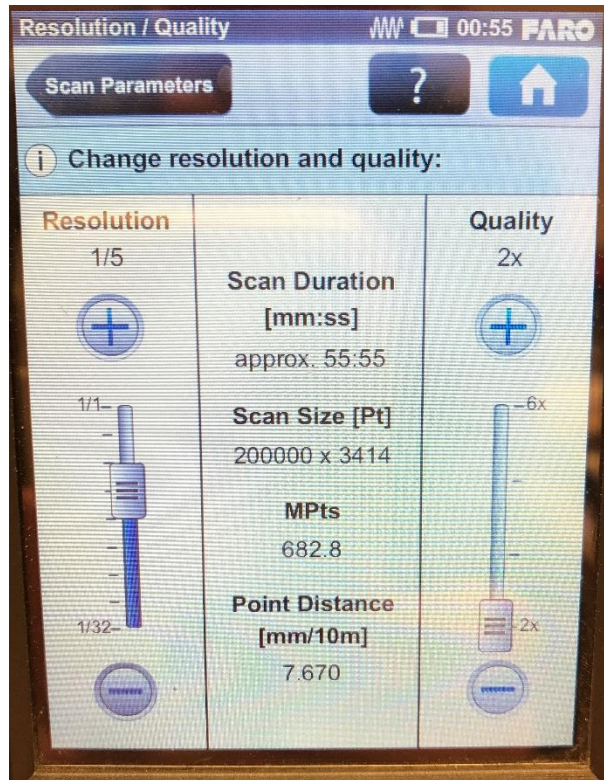 Resolution / Quality 00:55 FARO
Scan Parameters ?
i Change resolution and quality:
Resolution
1/5
1/1
1/32
Scan Duration
[mm:ss]
approx. 55:55
Scan Size [Pt]
200000 x 3414
MPts
682.8
Point Distance
[mm/10m]
7.670
Quality
2x
6x
2x